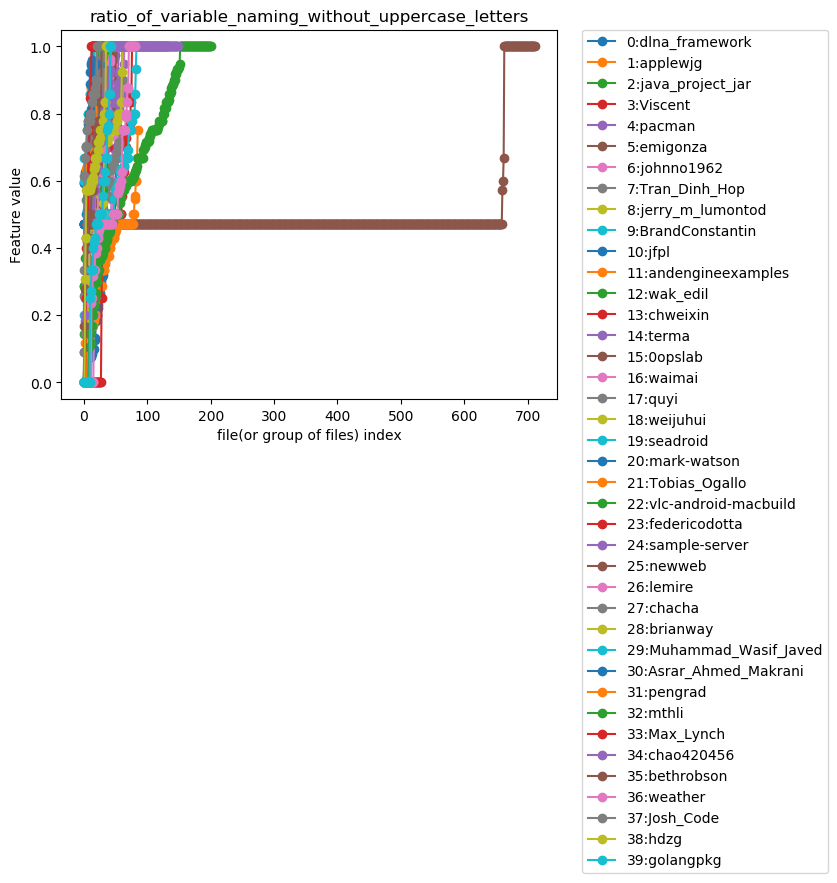 ratio_of_variable_naming_without_uppercase_letters
Feature value
1.0
0.8
0.6
0.4
0.2
0.0
0 100 200 300 400 500 600 700
file(or group of files) index
0:dlna_framework
1:applewjg
2:java_project_jar
3:Viscent
4:pacman
5:emigonza
6:johnno1962
7:Tran_Dinh_Hop
8:jerry_m_lumontod
9:BrandConstantin
10:jfpl
11:andengineexamples
12:wak_edil
13:chweixin
14:terma
15:0opslab
16:waimai
17:quyi
18:weijuhui
19:seadroid
20:mark-watson
21:Tobias_Ogallo
22:vlc-android-macbuild
23:federicodotta
24:sample-server
25:newweb
26:lemire
27:chacha
28:brianway
29:Muhammad_Wasif_Javed
30:Asrar_Ahmed_Makrani
31:pengrad
32:mthli
33:Max_Lynch
34:chao420456
35:bethrobson
36:weather
37:Josh_Code
38:hdzg
39:golangpkg